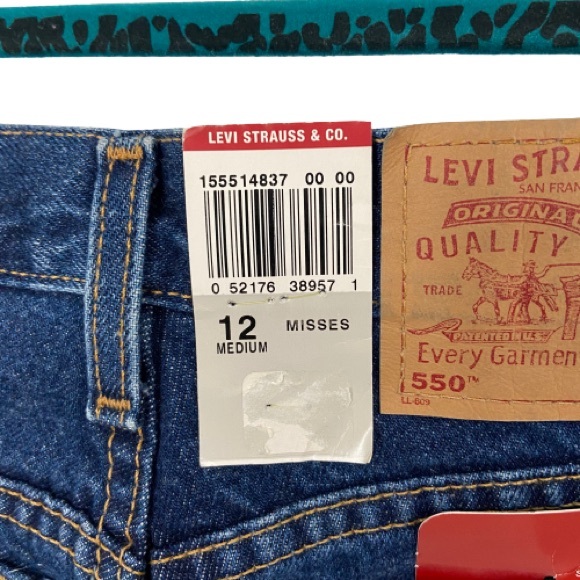 LEVI STRAUSS & CO.
155514837 00 00
0 52176 38957 1
12 MISSES
MEDIUM
LEVI STRA
SAN FRAN
ORIGINA
QUALITY
TRADE
PATENTED
Every Garmen
550™